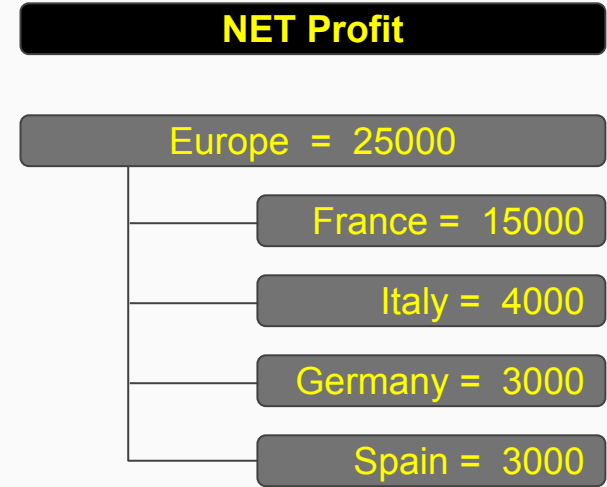 NET Profit
Europe = 25000
France = 15000
Italy = 4000
Germany = 3000
Spain = 3000